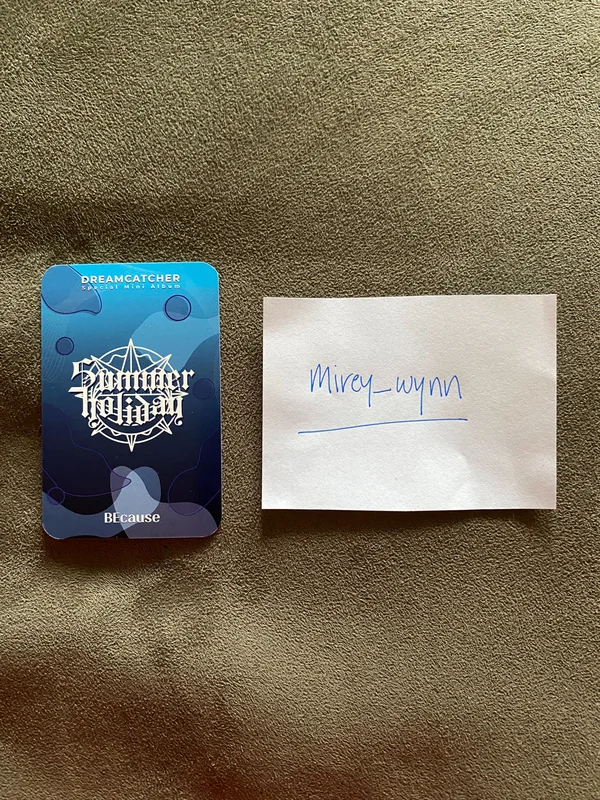 DREAMCATCHER
Special Mini Album
Summer
Holiday
BEcause
Mirey_wynn